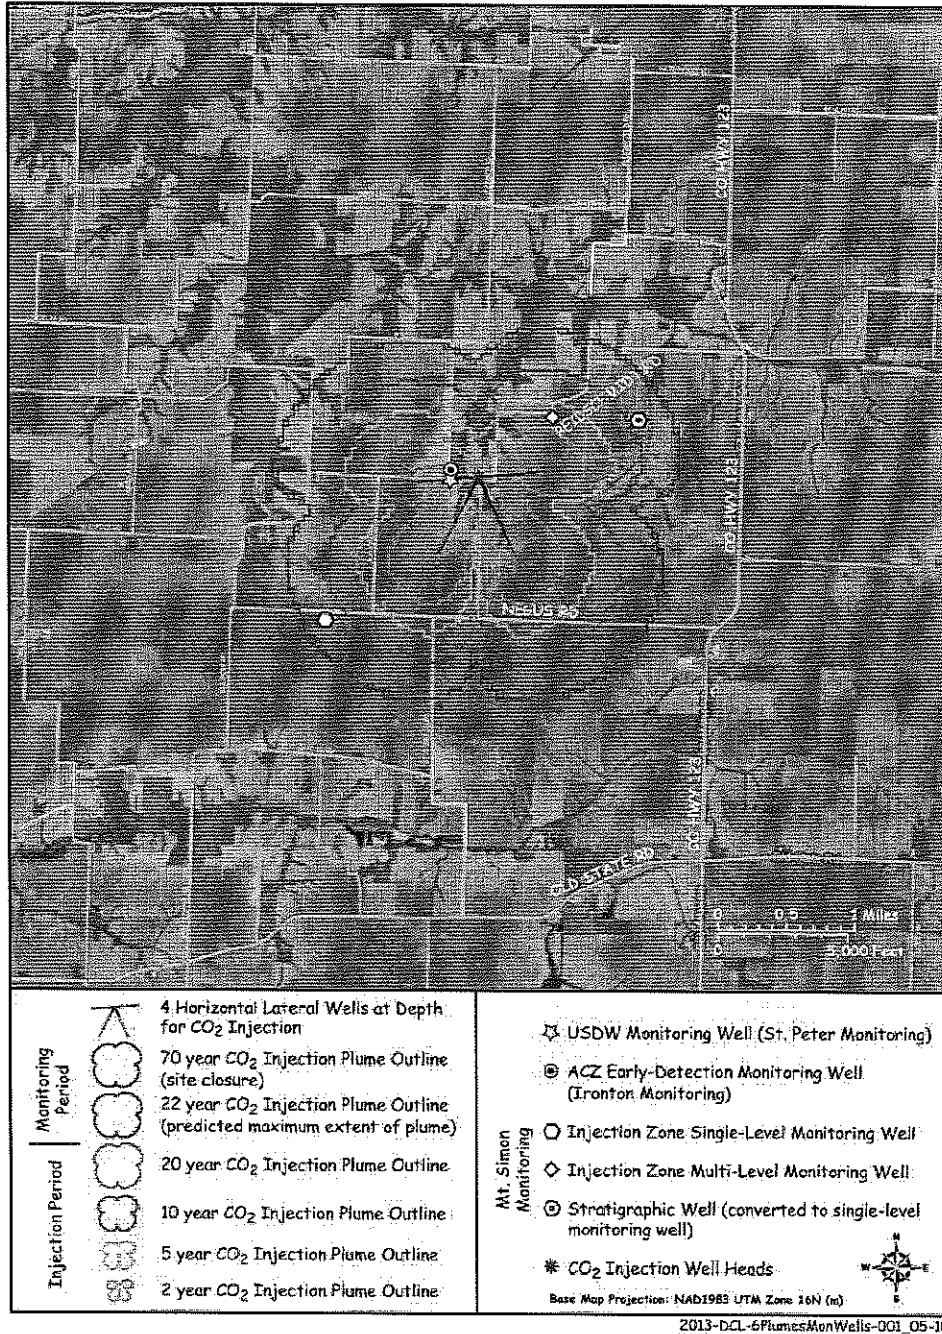 CO HWY 123
CO HWY 123
NESUS 25
CO HWY 123
OLD STATE RD
0 0.5 1 Miles
0 5,000 Feet
Monitoring Period
4 Horizontal Lateral Wells at Depth
for CO2 Injection
70 year CO2 Injection Plume Outline
(site closure)
22 year CO2 Injection Plume Outline
(predicted maximum extent of plume)
Injection Period
20 year CO2 Injection Plume Outline
10 year CO2 Injection Plume Outline
5 year CO2 Injection Plume Outline
2 year CO2 Injection Plume Outline
USDW Monitoring Well (St. Peter Monitoring)
ACZ Early-Detection Monitoring Well
(Ironton Monitoring)
Mt. Simon
Monitoring
Injection Zone Single-Level Monitoring Well
Injection Zone Multi-Level Monitoring Well
Stratigraphic Well (converted to single-level
monitoring well)
CO2 Injection Well Heads
N
W E
S
Base Map Projection: NAD1983 UTM Zone 16N (m)
2013-DCL-6PlumesMonWells-001_05-10